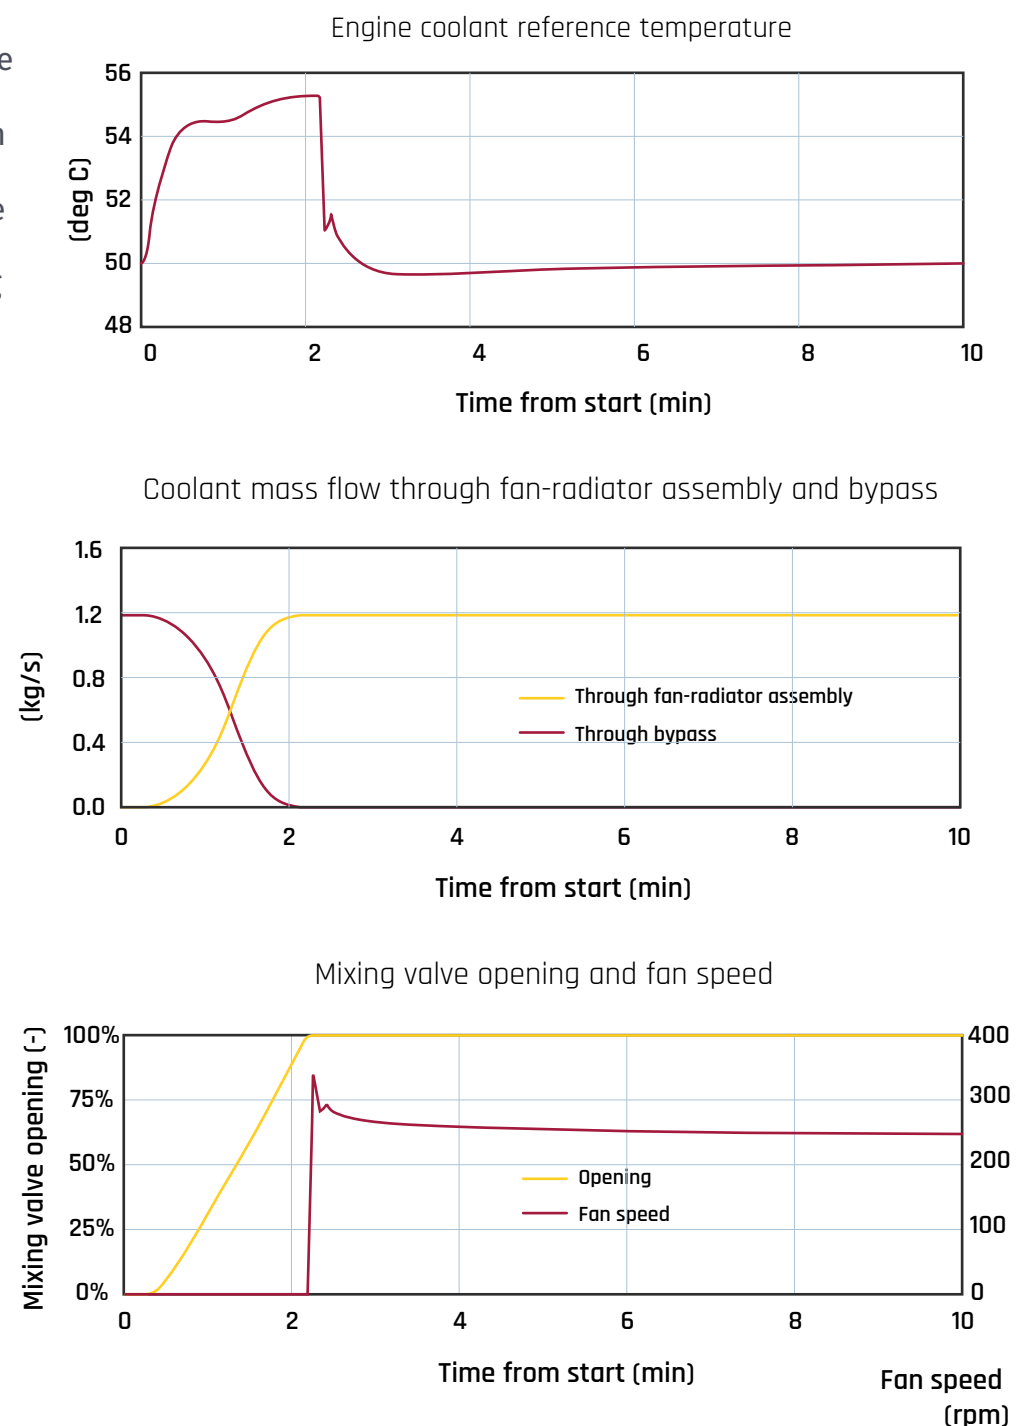 Engine coolant reference temperature
e
56
54
n
52
(deg C)
e
50
48
0 2 4 6 8 10
Time from start (min)
Coolant mass flow through fan-radiator assembly and bypass
1.6
1.2
0.8
(kg/s)
Through fan-radiator assembly
Through bypass
0.4
0.0
0 2 4 6 8 10
Time from start (min)
Mixing valve opening and fan speed
100% 400
75% 300
Mixing valve opening (-)
50% 200
Opening
Fan speed
25% 100
0% 0
0 2 4 6 8 10
Time from start (min)
Fan speed
(rpm)